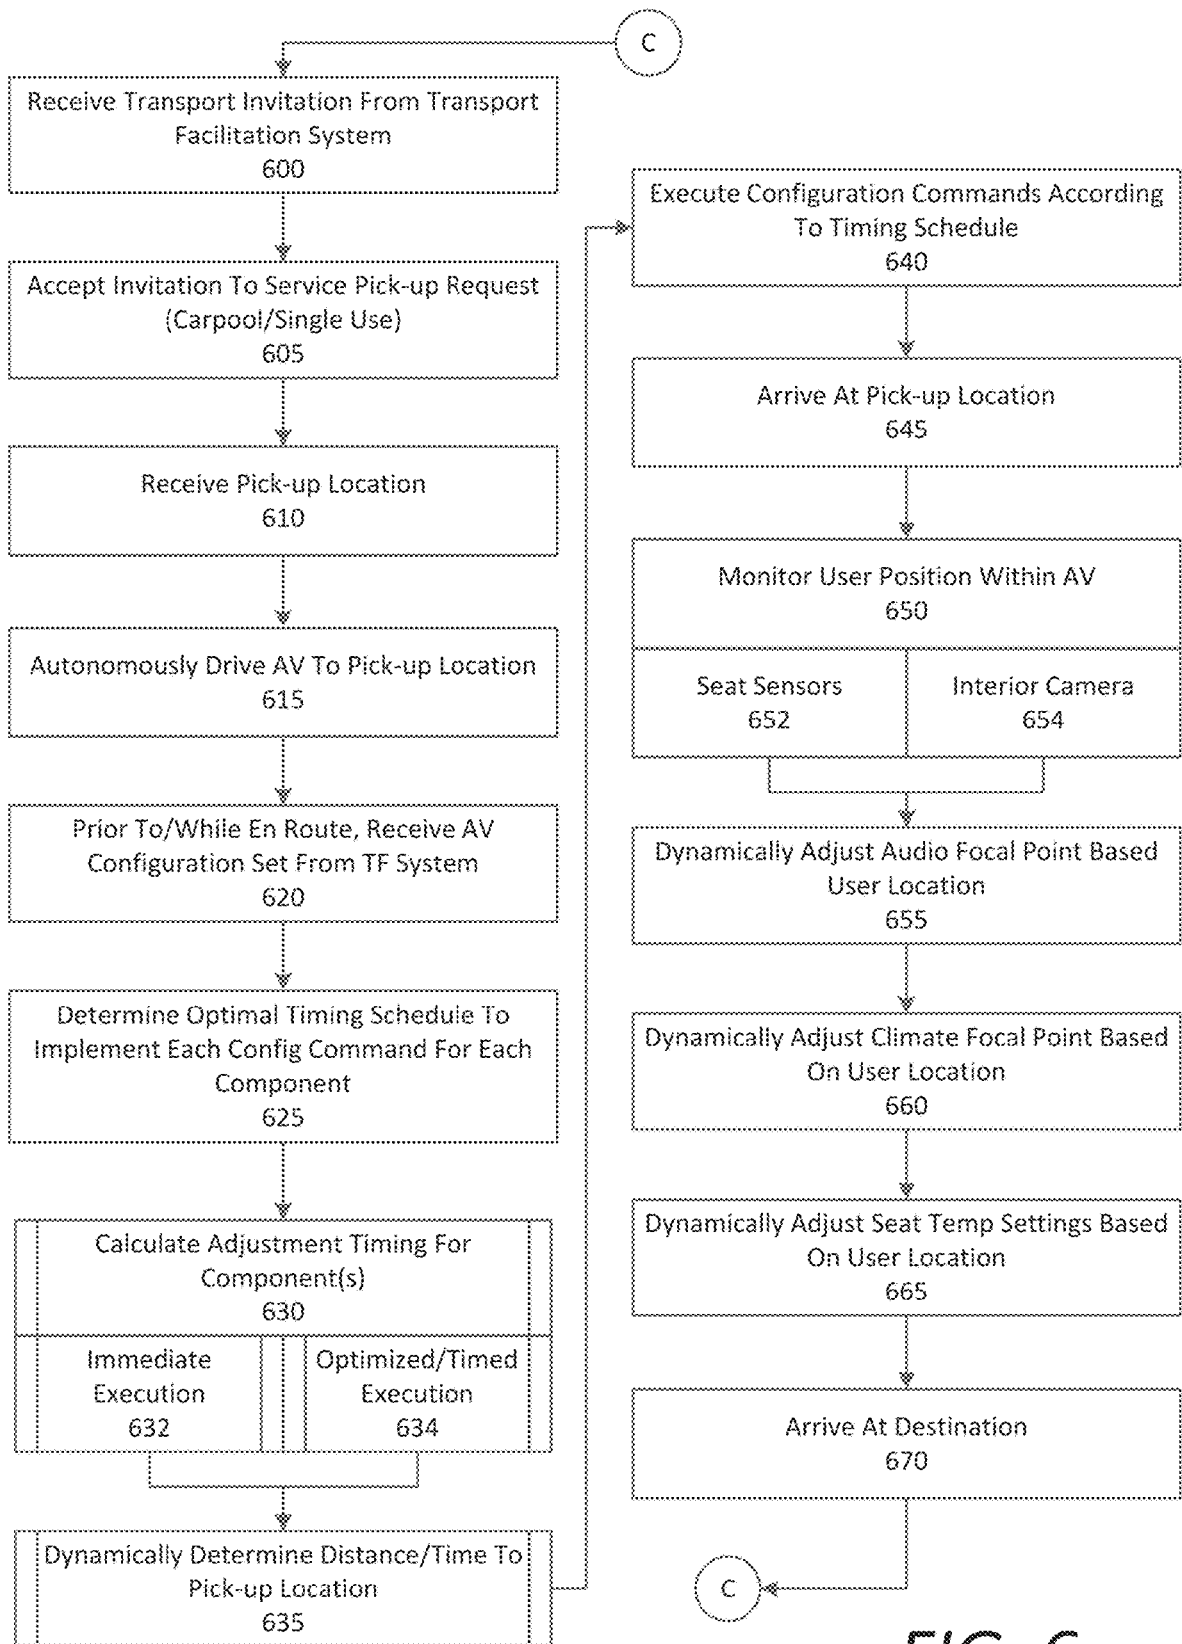 C
Receive Transport Invitation From Transport
Facilitation System
600
Accept Invitation To Service Pick-up Request
(Carpool/Single Use)
605
Receive Pick-up Location
610
Autonomously Drive AV To Pick-up Location
615
Prior To/While En Route, Receive AV
Configuration Set From TF System
620
Determine Optimal Timing Schedule To
Implement Each Config Command For Each
Component
625
Calculate Adjustment Timing For
Component(s)
630
Immediate
Execution
632
Optimized/Timed
Execution
634
Dynamically Determine Distance/Time To
Pick-up Location
635
Execute Configuration Commands According
To Timing Schedule
640
Arrive At Pick-up Location
645
Monitor User Position Within AV
650
Seat Sensors
652
Interior Camera
654
Dynamically Adjust Audio Focal Point Based
User Location
655
Dynamically Adjust Climate Focal Point Based
On User Location
660
Dynamically Adjust Seat Temp Settings Based
On User Location
665
Arrive At Destination
670
C